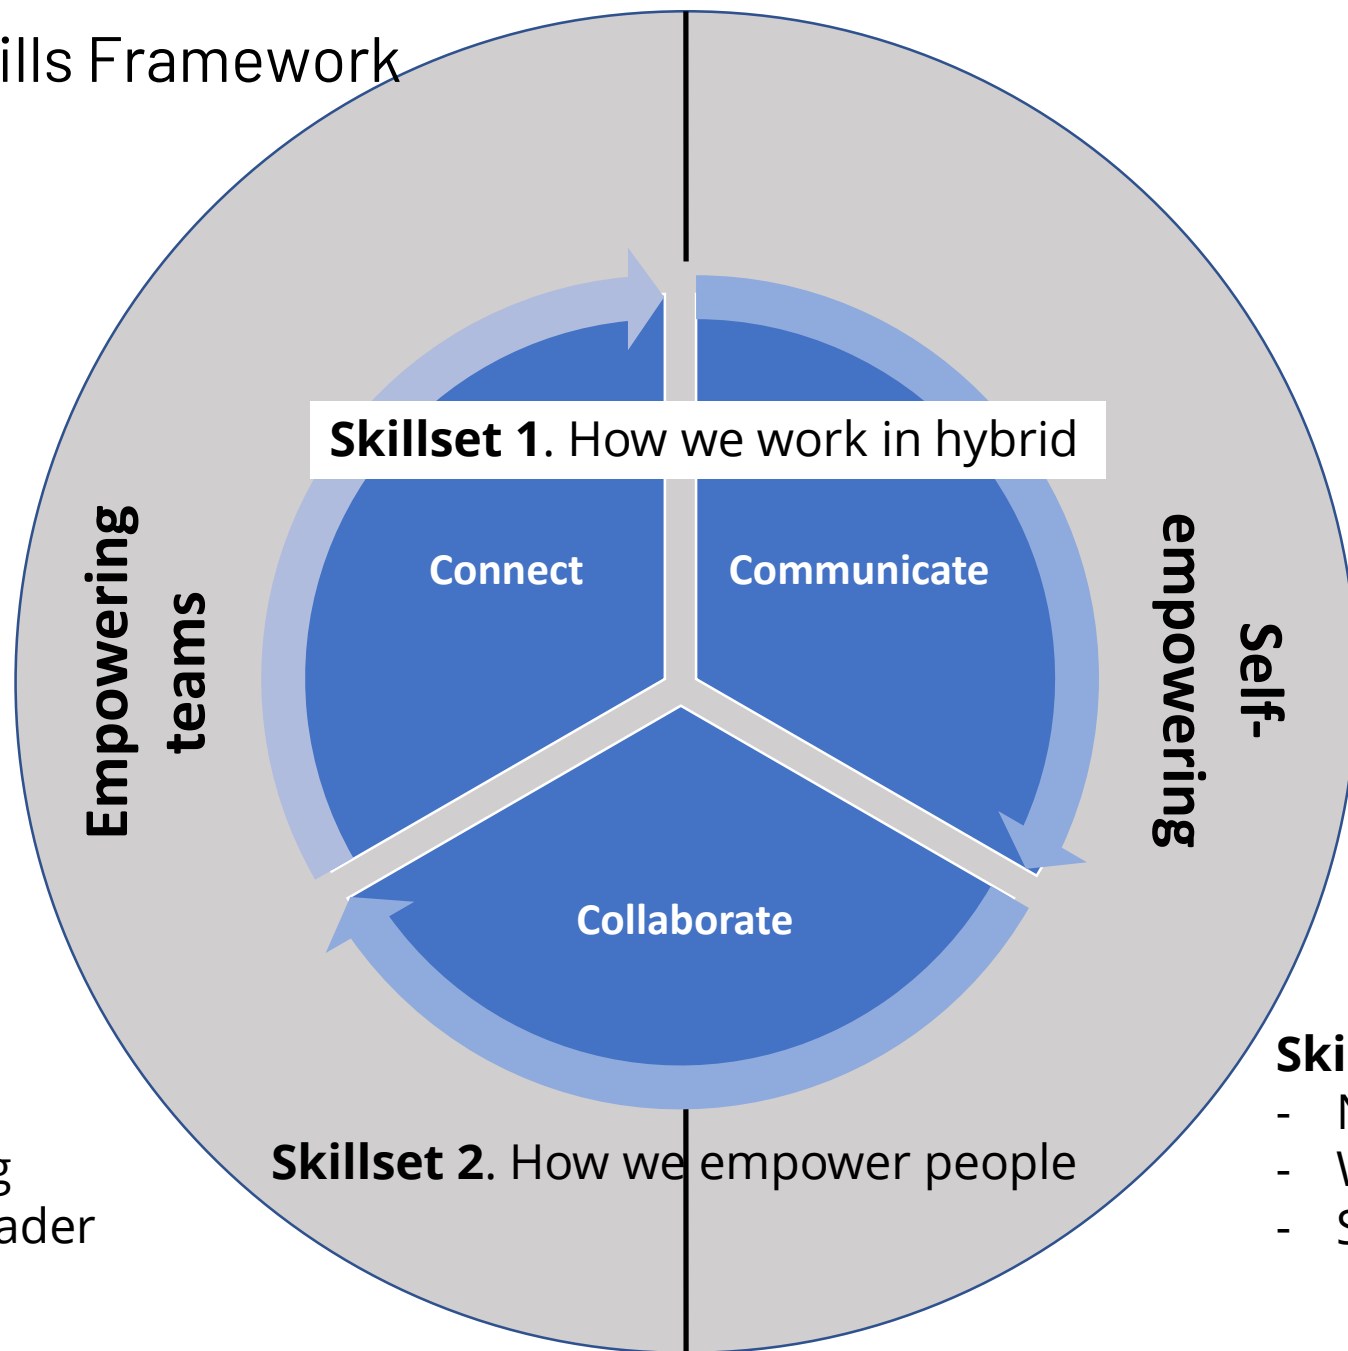 ills Framework
Skillset 1. How we work in hybrid
Connect
Communicate
Empowering
teams
Self-
empowering
Collaborate
Ski
- N
- W
- S
Skillset 2. How we empower people
g
ader